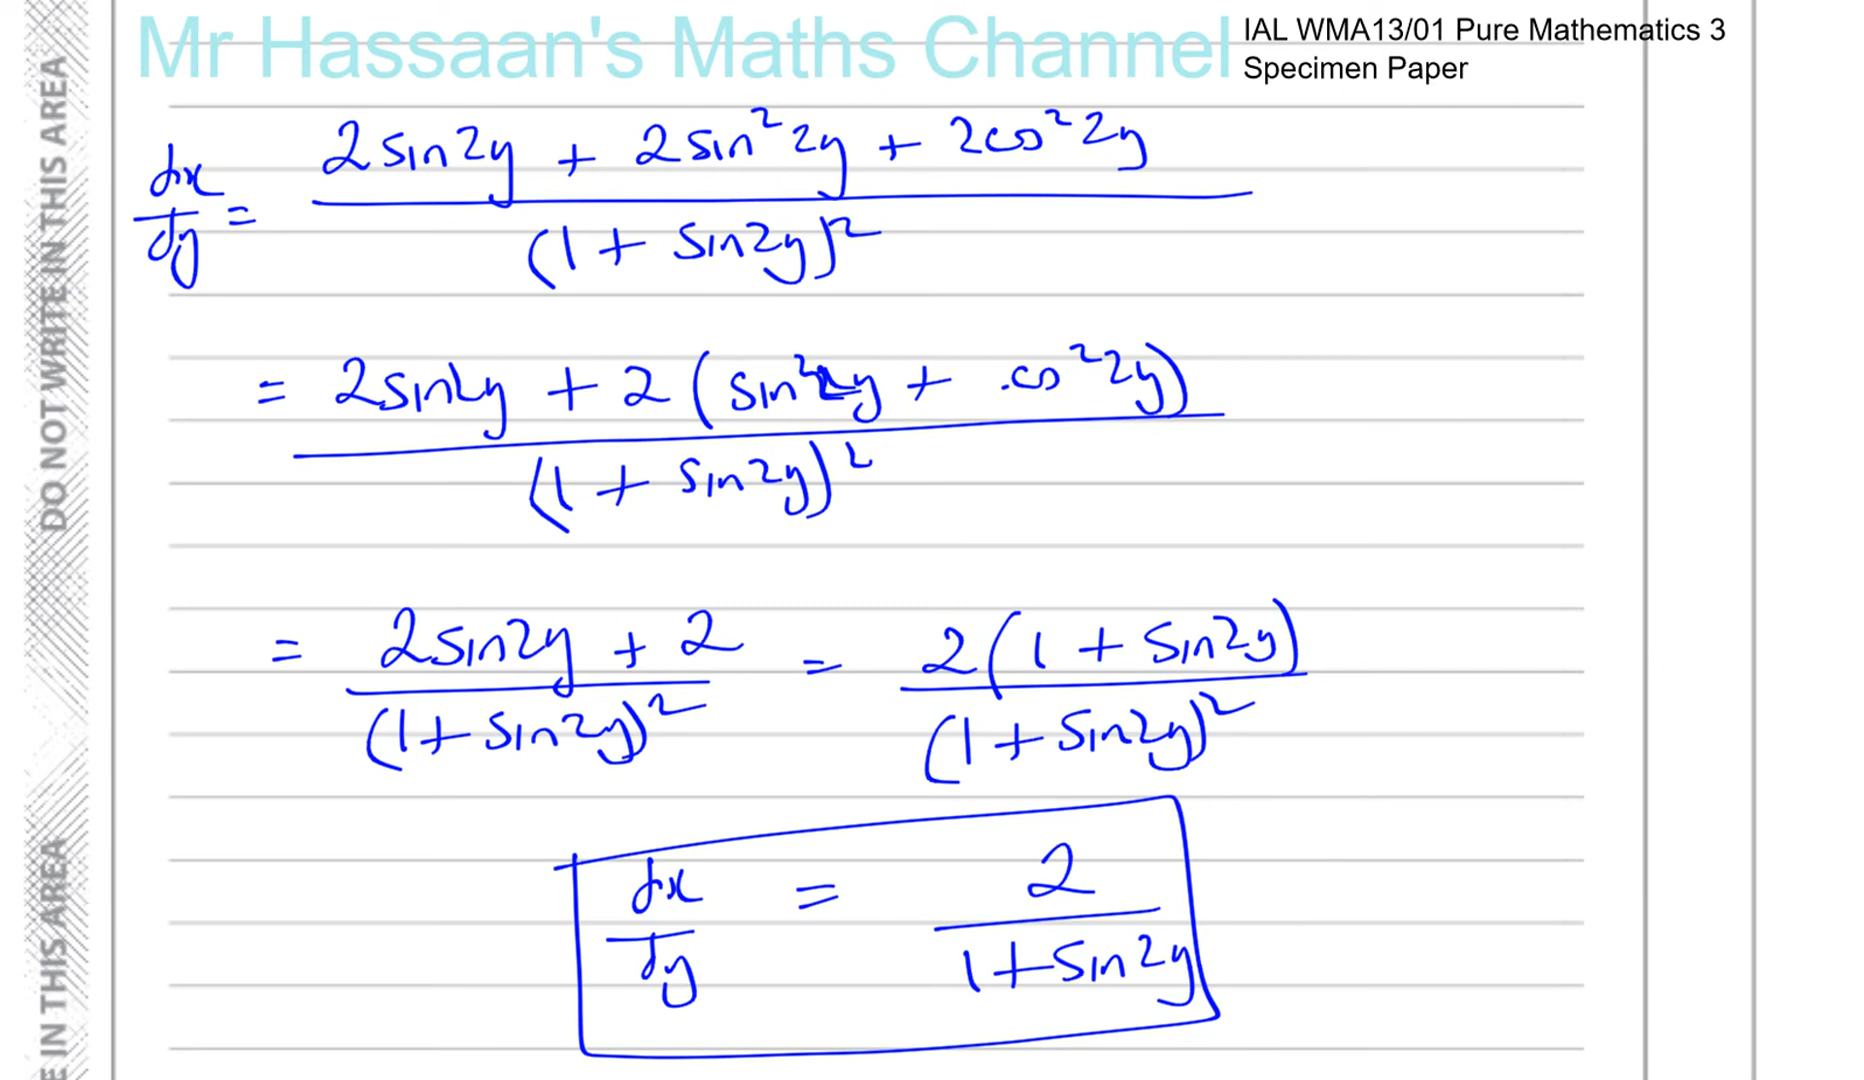 Mr Hassaan's Maths Channel
IAL WMA13/01 Pure Mathematics 3
Specimen Paper
DO NOT WRITE IN THIS AREA
E IN THIS AREA
dx/dy = (2sin2y + 2sin²2y + 2cos²2y)/(1 + sin2y)²
= (2sin2y + 2(sin²2y + cos²2y))/(1 + sin2y)²
= (2sin2y + 2)/(1+sin2y)² = 2(1 + sin2y)/(1+sin2y)²
dx/dy = 2/(1+sin2y)